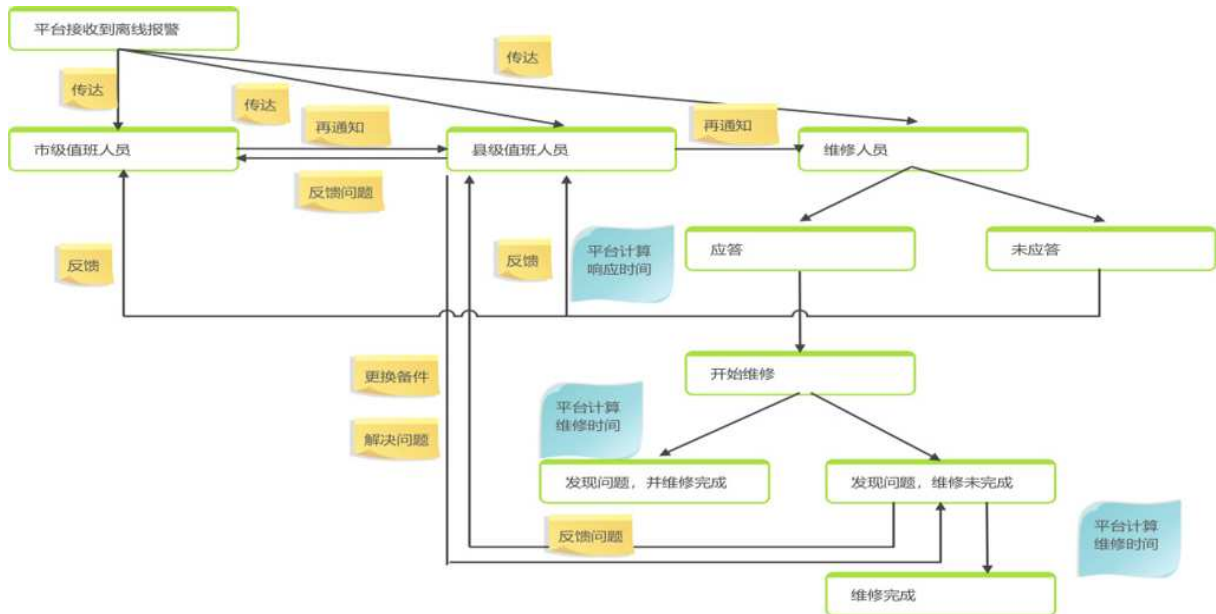 平台接收到离线报警
传达
传达
传达
再通知
再通知
市级值班人员
县级值班人员
维修人员
反馈问题
反馈
反馈
平台计算
响应时间
应答
未应答
更换备件
解决问题
开始维修
平台计算
维修时间
发现问题，并维修完成
发现问题，维修未完成
反馈问题
平台计算
维修时间
维修完成